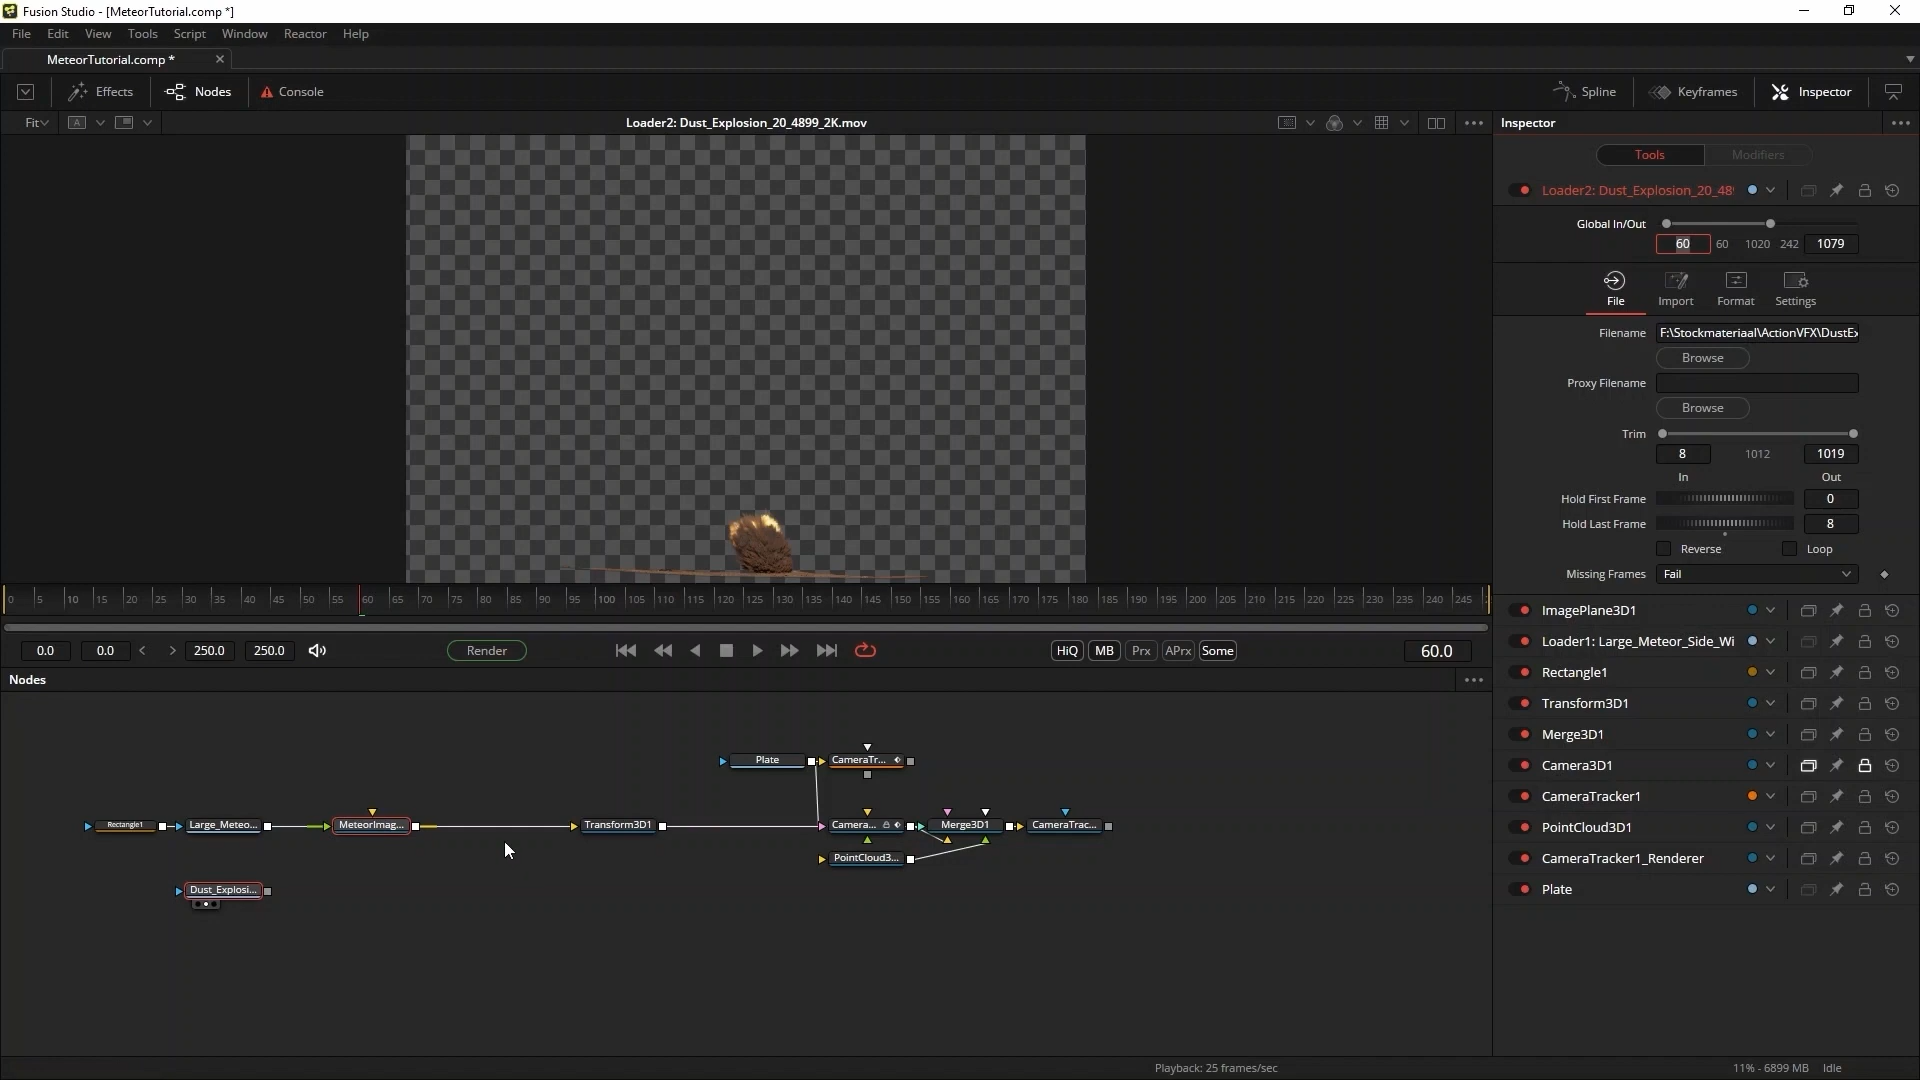 Fusion Studio - [MeteorTutorial.comp *]
File Edit View Tools Script Window Reactor Help
MeteorTutorial.comp *
Effects Nodes Console Spline Keyframes Inspector
Fit A Loader2: Dust_Explosion_20_4899_2K.mov Inspector
Tools Modifiers
Loader2: Dust_Explosion_20_48
Global In/Out
60 60 1020 242 1079
File Import Format Settings
Filename F:\Stockmateriaal\ActionVFX\DustEx
Browse
Proxy Filename
Browse
Trim
8 1012 1019
In Out
Hold First Frame 0
Hold Last Frame 8
Reverse Loop
Missing Frames Fail
0 5 10 15 20 25 30 35 40 45 50 55 60 65 70 75 80 85 90 95 100 105 110 115 120 125 130 135 140 145 150 155 160 165 170 175 180 185 190 195 200 205 210 215 220 225 230 235 240 245
0.0 0.0 < > 250.0 250.0 Render HiQ MB Prx APrx Some 60.0
Nodes
ImagePlane3D1
Loader1: Large_Meteor_Side_Wi
Rectangle1
Transform3D1
Merge3D1
Camera3D1
CameraTracker1
PointCloud3D1
CameraTracker1_Renderer
Plate
Plate CameraTr...
Rectangle1 Large_Meteo... MeteorImag... Transform3D1 Camera... Merge3D1 CameraTrac...
PointCloud3...
Dust_Explosi...
Playback: 25 frames/sec 11% - 6899 MB Idle